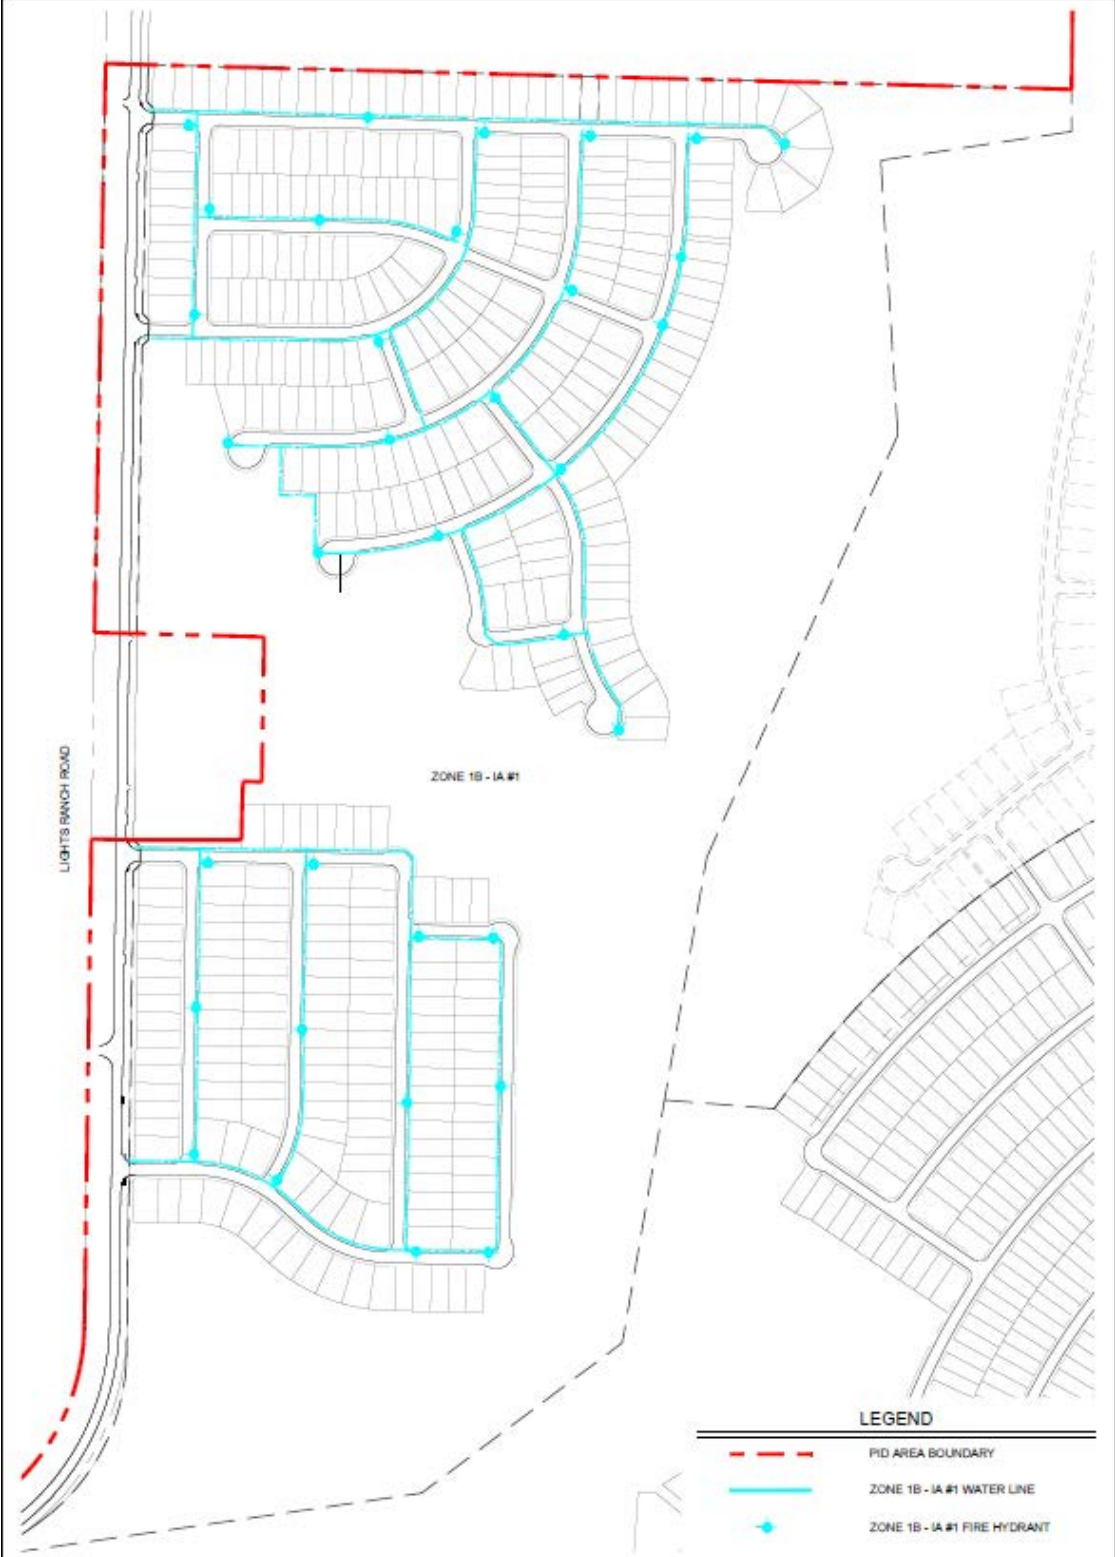 LIGHTS RANCH ROAD
ZONE 1B - IA #1
LEGEND
PID AREA BOUNDARY
ZONE 1B - IA #1 WATER LINE
ZONE 1B - IA #1 FIRE HYDRANT